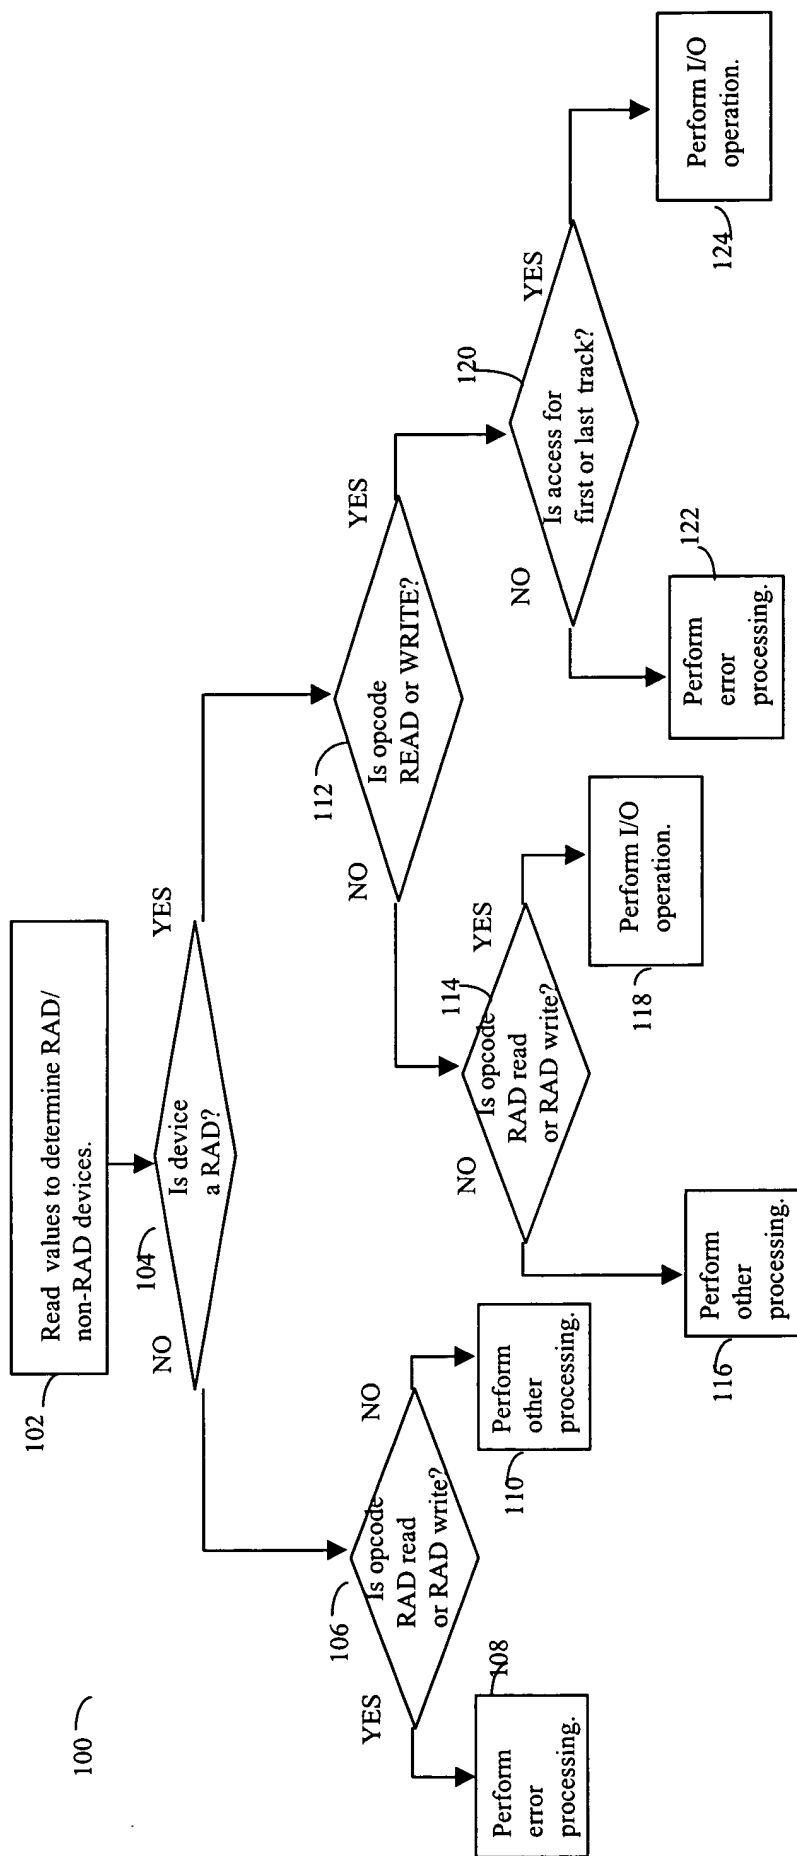 100
102
Read values to determine RAD/
non-RAD devices.
104
Is device
a RAD?
NO
YES
106
Is opcode
RAD read
or RAD write?
YES
NO
108
Perform
error
processing.
110
Perform
other
processing.
112
Is opcode
READ or WRITE?
NO
YES
114
Is opcode
RAD read
or RAD write?
NO
YES
116
Perform
other
processing.
118
Perform I/O
operation.
120
Is access for
first or last track?
NO
YES
122
Perform
error
processing.
124
Perform I/O
operation.